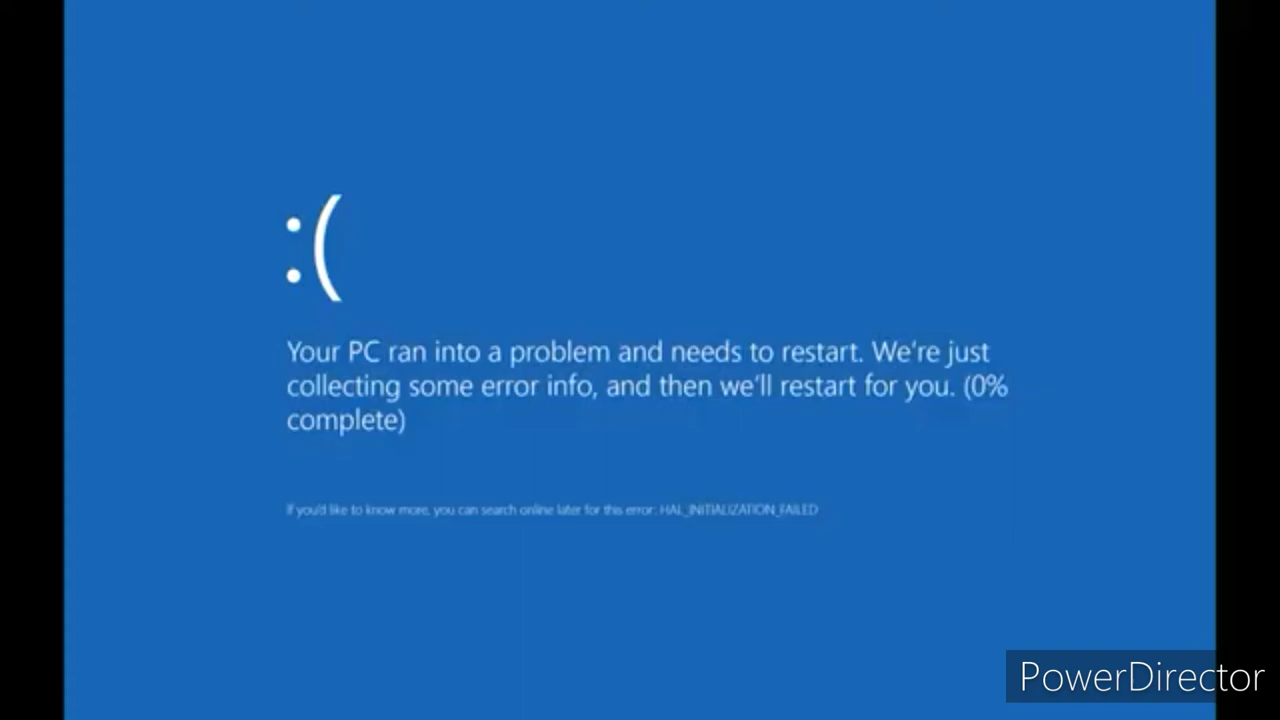 :(
Your PC ran into a problem and needs to restart. We're just
collecting some error info, and then we'll restart for you. (0%
complete)
If you'd like to know more, you can search online later for this error: HAL_INITIALIZATION_FAILED
PowerDirector